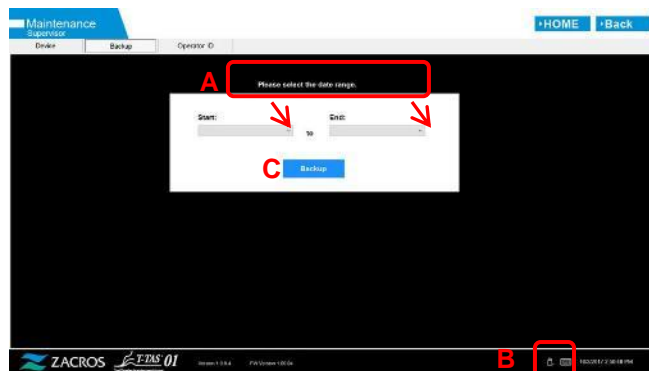 Maintenance
Supervisor
‣HOME
‣Back
Device
Backup
Operator ID
A
Please select the date range.
Start:
to
End:
C
Backup
B
ZACROS
T-TAS 01